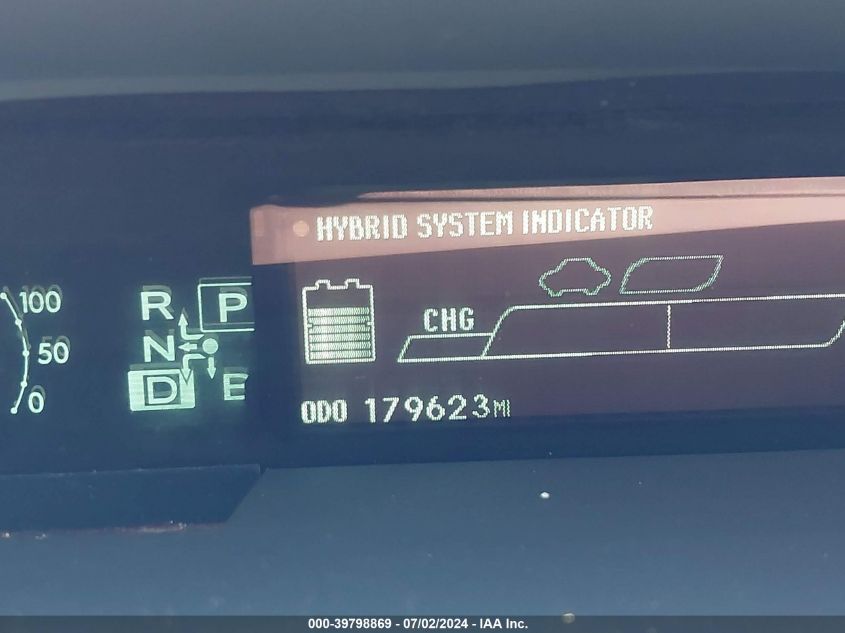 HYBRID SYSTEM INDICATOR
100
50
0
R P
N
D B
CHG
ODO 179623MI
000-39798869 - 07/02/2024 - IAA Inc.